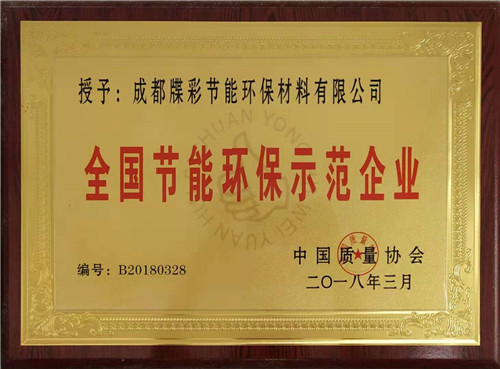 授予：成都牒彩节能环保材料有限公司
全国节能环保示范企业
中国质量协会
编号：B20180328
二〇一八年三月